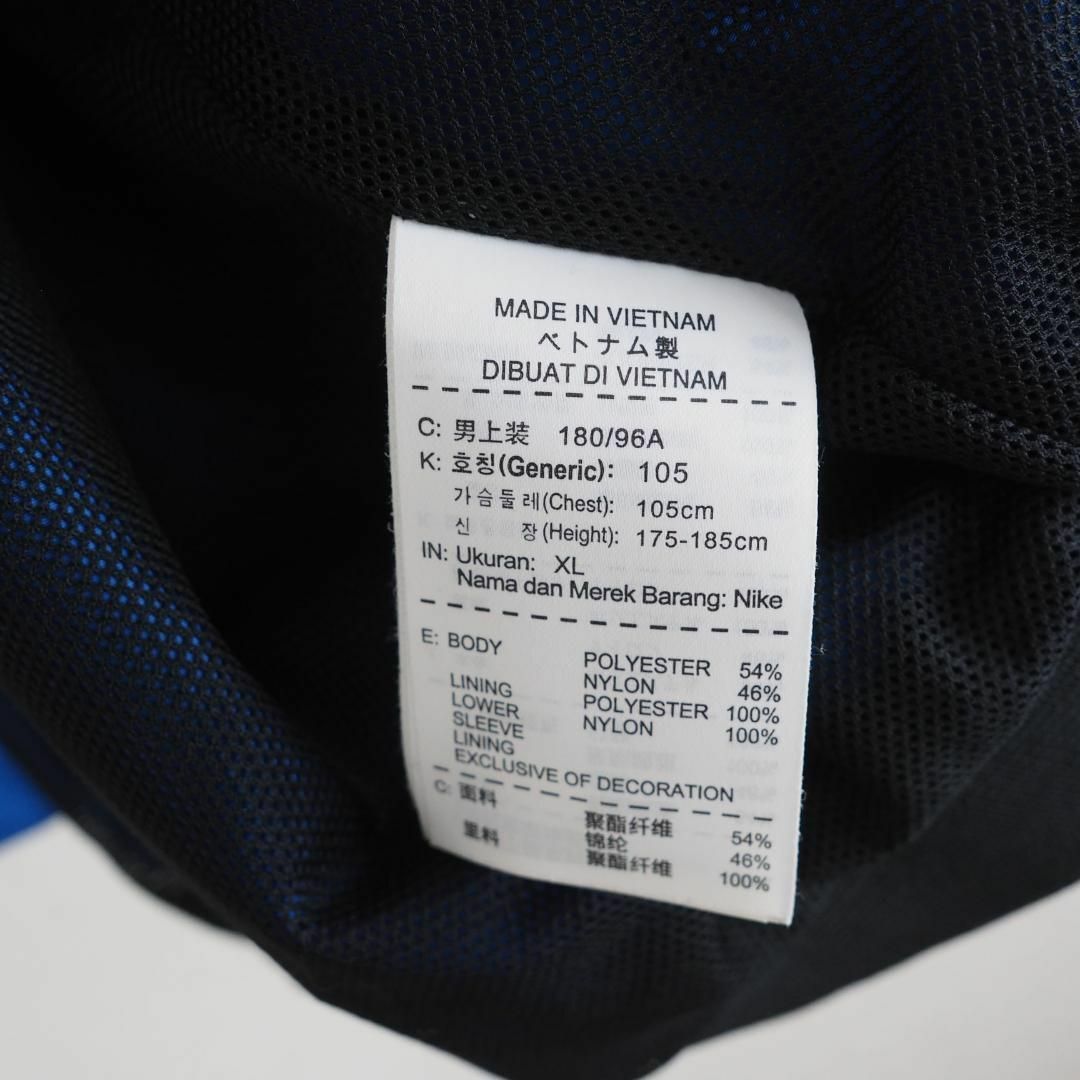 MADE IN VIETNAM
ベトナム製
DIBUAT DI VIETNAM
C: 男上装 180/96A
K: 호칭(Generic): 105
가슴둘레(Chest): 105cm
신 장(Height): 175-185cm
IN: Ukuran: XL
Nama dan Merek Barang: Nike
E: BODY POLYESTER 54%
NYLON 46%
LINING POLYESTER 100%
LOWER NYLON 100%
SLEEVE
LINING
EXCLUSIVE OF DECORATION
C: 面料 聚酯纤维 54%
锦纶 46%
里料 聚酯纤维 100%